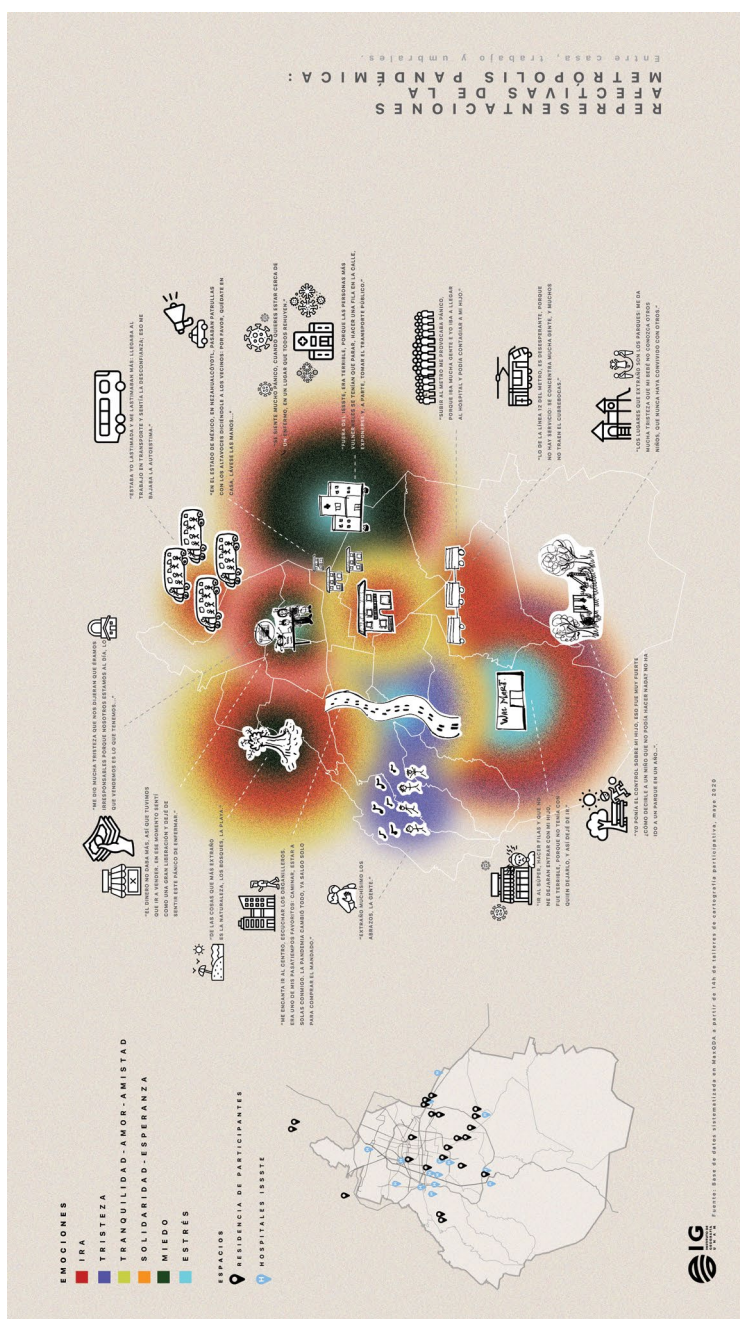 REPRESENTACIONES
AFECTIVAS DE LA
METRÓPOLIS PANDÉMICA:
Entre casa, trabajo y umbrales.
"ESTABA YO LASTIMADA Y ME LASTIMABAN MÁS: LLEGABA AL
TRABAJO EN TRANSPORTE Y SENTÍA LA DESCONFIANZA; ESO ME
BAJABA LA AUTOESTIMA."
"EN EL ESTADO DE MÉXICO, EN NEZAHUALCÓYOTL, PASABAN PATRULLAS
CON LOS ALTAVOCES DICIÉNDOLE A LOS VECINOS: POR FAVOR, QUÉDATE EN
CASA, LÁVESE LAS MANOS..."
"SE SIENTE MUCHO PÁNICO, CUANDO QUIERES ESTAR CERCA DE
UN INFIERNO, EN UN LUGAR QUE TODOS REHUYEN."
"FUERA DEL ISSSTE, ERA TERRIBLE, PORQUE LAS PERSONAS MÁS
SE TENÍAN QUE PARAR, HACER UNA FILA EN LA CALLE,
EXPONERSE Y, A PARTE, TOMAR EL TRANSPORTE PÚBLICO."
"SUBIR AL METRO ME PROVOCABA PÁNICO,
PORQUE IBA MUCHA GENTE E YO IBA A LLEGAR
AL HOSPITAL Y PODÍA CONTAGIAR A MI HIJO."
"LO DE LA LÍNEA 12 DEL METRO, ES DESESPERANTE, PORQUE
NO HAY SERVICIO: SE CONCENTRA MUCHA GENTE, Y MUCHOS
NO TRAEN EL CUBREBOCAS."
"LOS LUGARES QUE EXTRAÑO SON LOS PARQUES: ME DA
MUCHA TRISTEZA QUE MI BEBÉ NO CONOZCA OTROS
NIÑOS, QUE NUNCA HAYA CONVIVIDO CON OTROS."
"ME DIO MUCHA TRISTEZA QUE NOS DIJERAN QUE ÉRAMOS
IRRESPONSABLES PORQUE NOSOTROS ESTAMOS AL DÍA, LO
QUE VENDEMOS ES LO QUE TENEMOS..."
"EL DINERO NO DABA MÁS, ASÍ QUE TUVIMOS
QUE IR A VENDER. EN ESE MOMENTO SENTÍ
COMO UNA GRAN LIBERACIÓN Y DEJÉ DE
SENTIR ESTE PÁNICO DE ENFERMAR."
"DE LAS COSAS QUE MÁS EXTRAÑO
ES LA NATURALEZA, LOS BOSQUES, LA PLAYA."
"ME ENCANTA IR AL CENTRO, ESCUCHAR LOS ORGANILLEROS.
ERA UNO DE MIS PASATIEMPOS FAVORITOS: CAMINAR, ESTAR A
SOLAS CONMIGO. LA PANDEMIA CAMBIÓ TODO, YA SALGO SOLO
PARA COMPRAR EL MANDADO."
"EXTRAÑO MUCHÍSIMO LOS
ABRAZOS, LA GENTE."
WAL MART
"IR AL SÚPER, HACER FILAS Y QUE NO
ME DEJARAN ENTRAR CON MI HIJO,
FUE TERRIBLE, PORQUE NO TENÍA CON
QUIEN DEJARLO, Y ASÍ DEJÉ DE IR."
"YO PONÍA EL CONTROL SOBRE MI HIJO, ESO FUE MUY FUERTE
¿CÓMO DECIRLE A UN NIÑO QUE NO PODÍA HACER NADA? NO HA
IDO A UN PARQUE EN UN AÑO...".
EMOCIONES
IRA
TRISTEZA
TRANQUILIDAD-AMOR-AMISTAD
SOLIDARIDAD-ESPERANZA
MIEDO
ESTRÉS
ESPACIOS
RESIDENCIA DE PARTICIPANTES
HOSPITALES ISSSTE
IG
INSTITUTO DE
GEOGRAFÍA
UNAM
Fuente: Base de datos sistematizada en MaxQDA a partir de 14h de talleres de cartografía participativa, mayo 2020